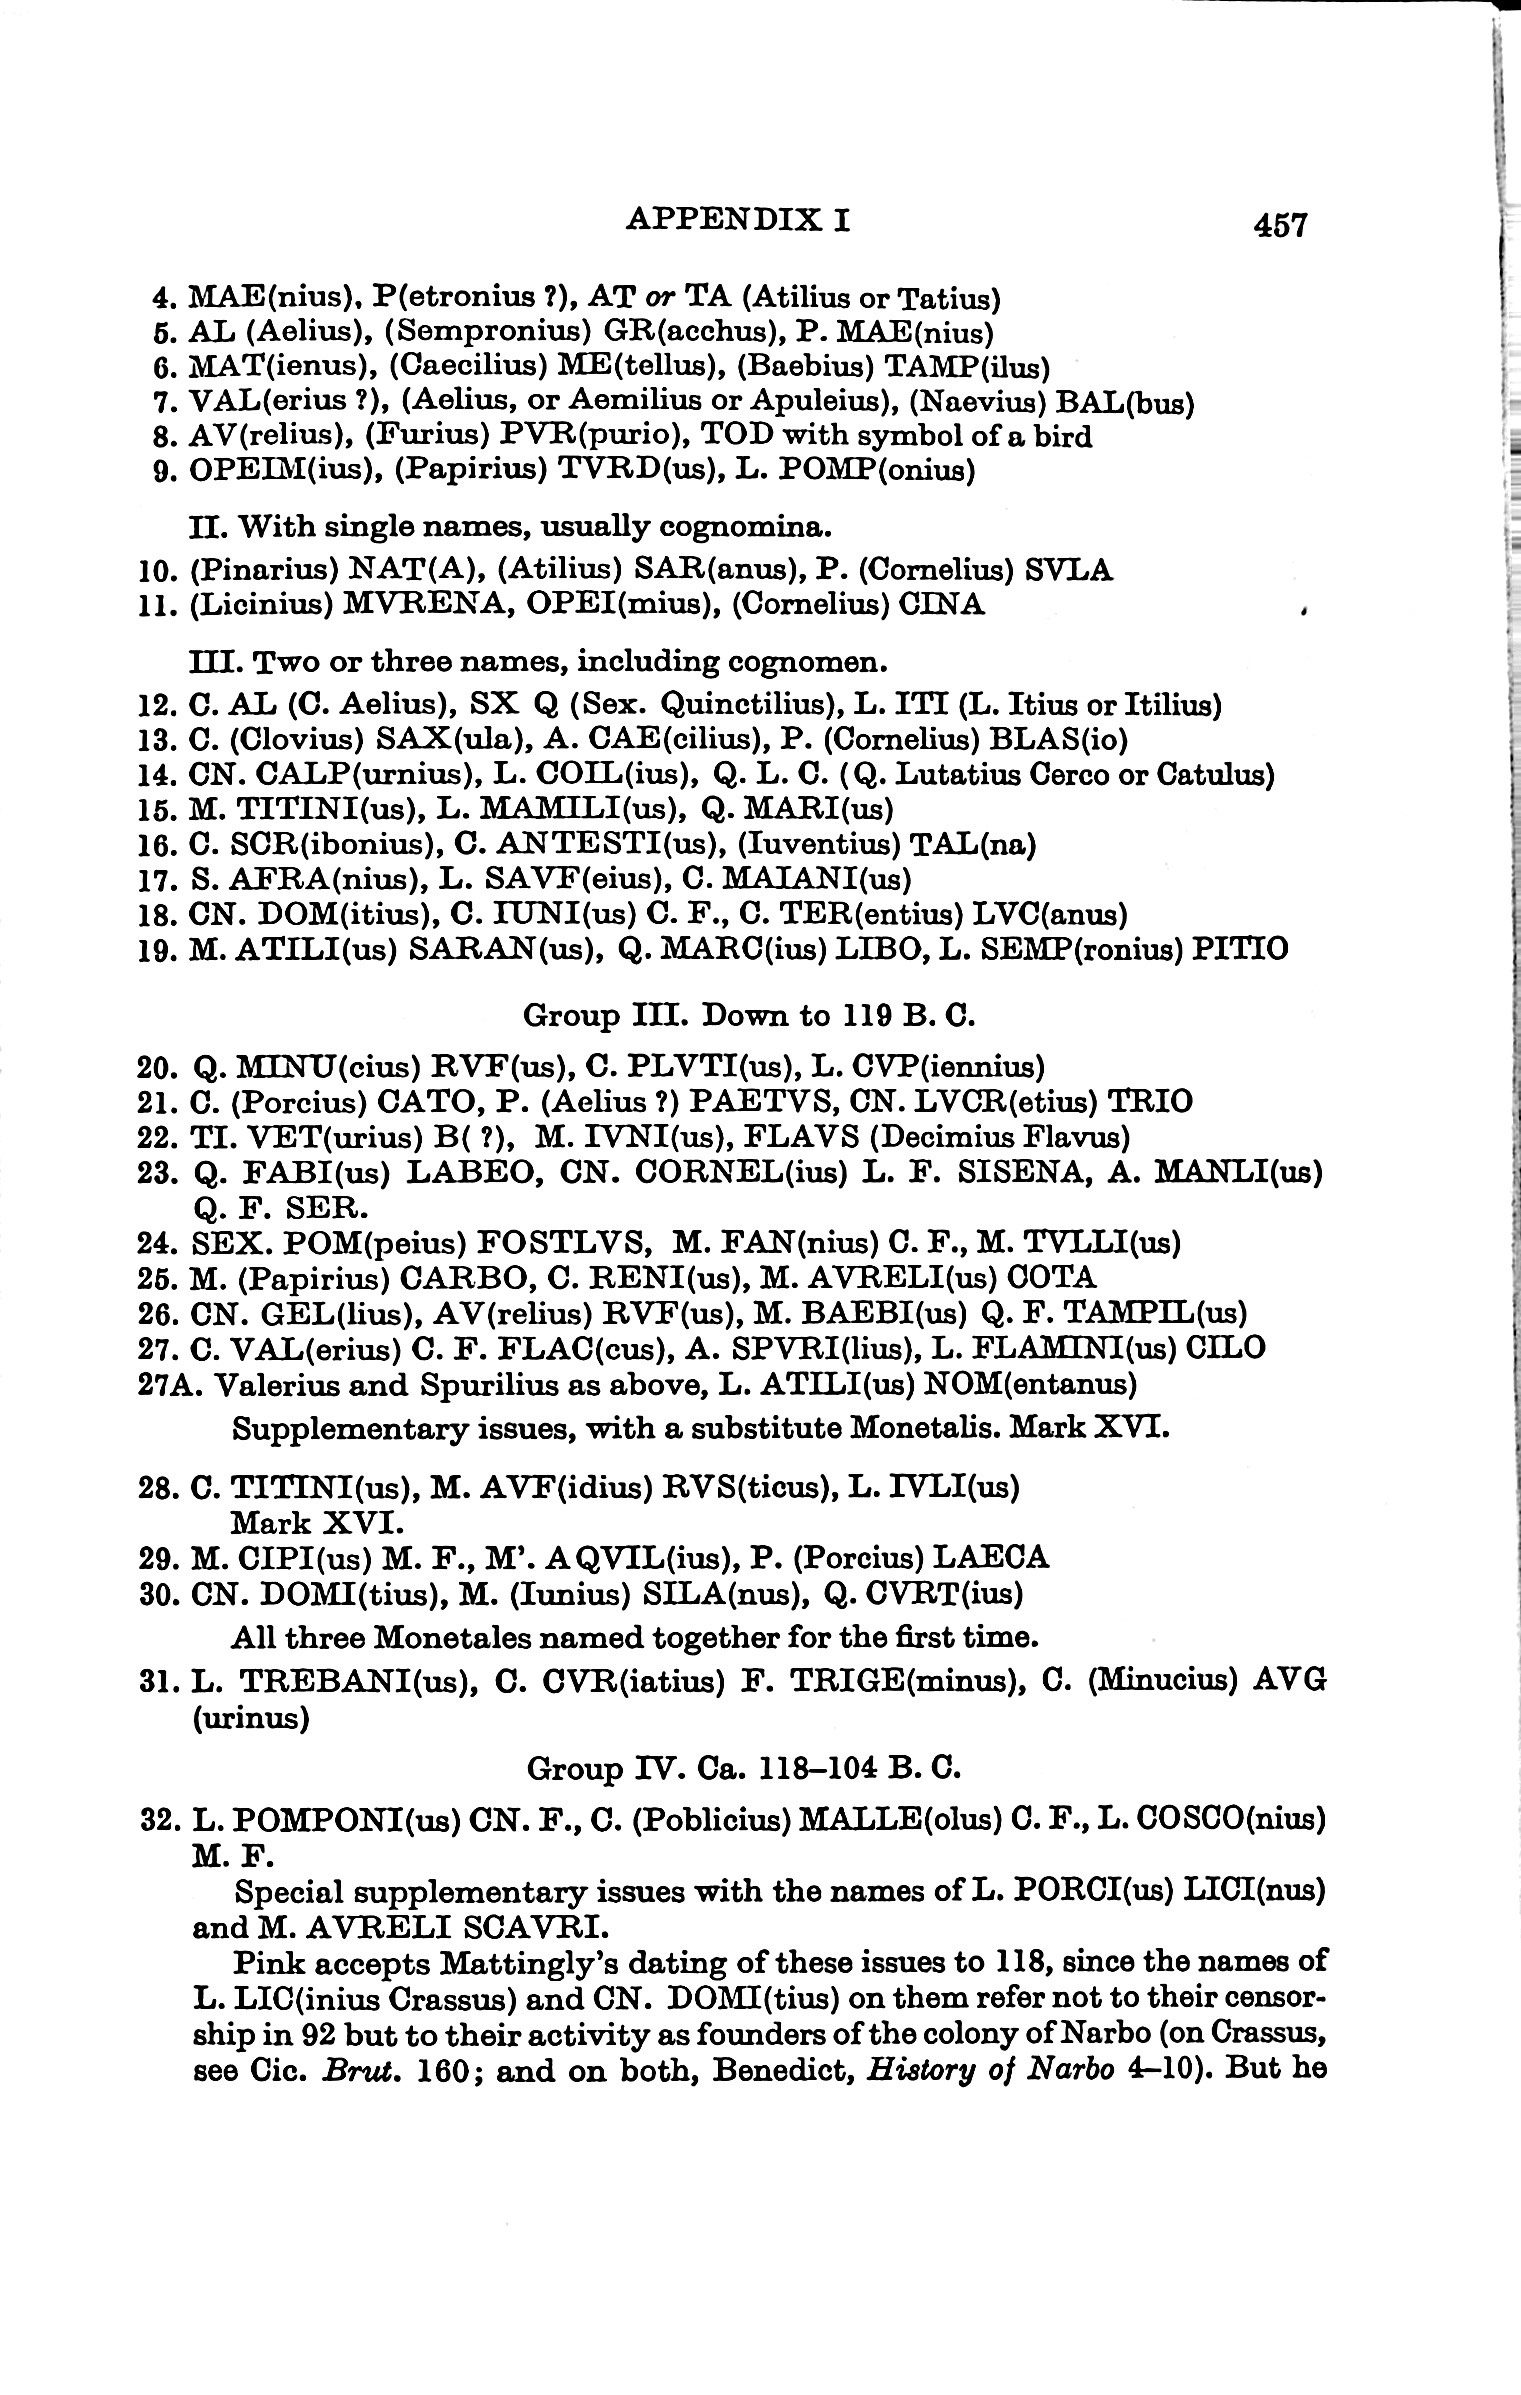 APPENDIX I 457
4. MAE(nius), P(etronius ?), AT or TA (Atilius or Tatius)
5. AL (Aelius), (Sempronius) GR(acchus), P. MAE(nius)
6. MAT(ienus), (Caecilius) ME(tellus), (Baebius) TAMP(ilus)
7. VAL(erius ?), (Aelius, or Aemilius or Apuleius), (Naevius) BAL(bus)
8. AV(relius), (Furius) PVR(purio), TOD with symbol of a bird
9. OPEIM(ius), (Papirius) TVRD(us), L. POMP(onius)
II. With single names, usually cognomina.
10. (Pinarius) NAT(A), (Atilius) SAR(anus), P. (Cornelius) SVLA
11. (Licinius) MVRENA, OPEI(mius), (Cornelius) CINA
III. Two or three names, including cognomen.
12. C. AL (C. Aelius), SX Q (Sex. Quinctilius), L. ITI (L. Itius or Itilius)
13. C. (Clovius) SAX(ula), A. CAE(cilius), P. (Cornelius) BLAS(io)
14. CN. CALP(urnius), L. COIL(ius), Q. L. C. (Q. Lutatius Cerco or Catulus)
15. M. TITINI(us), L. MAMILI(us), Q. MARI(us)
16. C. SCR(ibonius), C. ANTESTI(us), (Iuventius) TAL(na)
17. S. AFRA(nius), L. SAVF(eius), C. MAIANI(us)
18. CN. DOM(itius), C. IUNI(us) C. F., C. TER(entius) LVC(anus)
19. M. ATILI(us) SARAN(us), Q. MARC(ius) LIBO, L. SEMP(ronius) PITIO
Group III. Down to 119 B. C.
20. Q. MINU(cius) RVF(us), C. PLVTI(us), L. CVP(iennius)
21. C. (Porcius) CATO, P. (Aelius ?) PAETVS, CN. LVCR(etius) TRIO
22. TI. VET(urius) B( ?), M. IVNI(us), FLAVS (Decimius Flavus)
23. Q. FABI(us) LABEO, CN. CORNEL(ius) L. F. SISENA, A. MANLI(us)
Q. F. SER.
24. SEX. POM(peius) FOSTLVS, M. FAN(nius) C. F., M. TVLLI(us)
25. M. (Papirius) CARBO, C. RENI(us), M. AVRELI(us) COTA
26. CN. GEL(lius), AV(relius) RVF(us), M. BAEBI(us) Q. F. TAMPIL(us)
27. C. VAL(erius) C. F. FLAC(cus), A. SPVRI(lius), L. FLAMINI(us) CILO
27A. Valerius and Spurilius as above, L. ATILI(us) NOM(entanus)
Supplementary issues, with a substitute Monetalis. Mark XVI.
28. C. TITINI(us), M. AVF(idius) RVS(ticus), L. IVLI(us)
Mark XVI.
29. M. CIPI(us) M. F., M’. AQVIL(ius), P. (Porcius) LAECA
30. CN. DOMI(tius), M. (Iunius) SILA(nus), Q. CVRT(ius)
All three Monetales named together for the first time.
31. L. TREBANI(us), C. CVR(iatius) F. TRIGE(minus), C. (Minucius) AVG
(urinus)
Group IV. Ca. 118–104 B. C.
32. L. POMPONI(us) CN. F., C. (Poblicius) MALLE(olus) C. F., L. COSCO(nius)
M. F.
Special supplementary issues with the names of L. PORCI(us) LICI(nus)
and M. AVRELI SCAVRI.
Pink accepts Mattingly’s dating of these issues to 118, since the names of
L. LIC(inius Crassus) and CN. DOMI(tius) on them refer not to their censor-
ship in 92 but to their activity as founders of the colony of Narbo (on Crassus,
see Cic. Brut. 160; and on both, Benedict, History of Narbo 4–10). But he